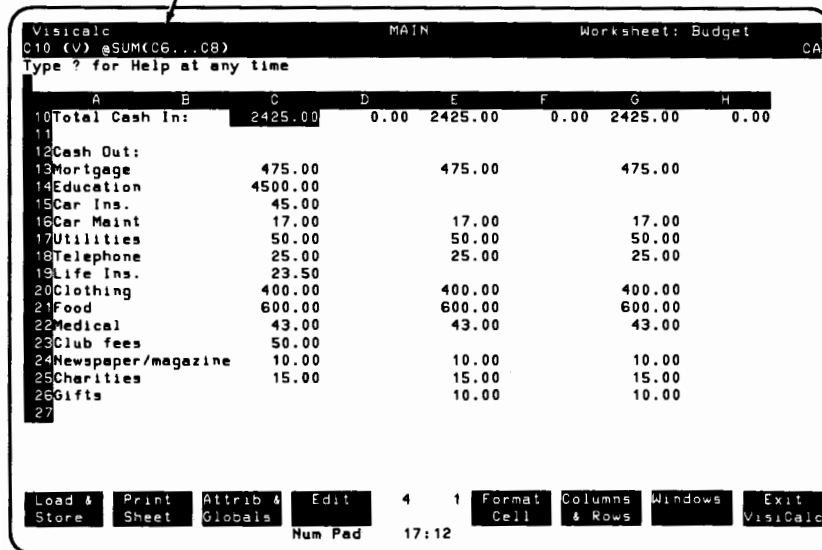 Visicalc MAIN Worksheet: Budget
C10 (V) @SUM(C6...C8) CA
Type ? for Help at any time
A B C D E F G H
10 Total Cash In: 2425.00 0.00 2425.00 0.00 2425.00 0.00
11
12 Cash Out:
13 Mortgage 475.00 475.00 475.00
14 Education 4500.00
15 Car Ins. 45.00
16 Car Maint 17.00 17.00 17.00
17 Utilities 50.00 50.00 50.00
18 Telephone 25.00 25.00 25.00
19 Life Ins. 23.50
20 Clothing 400.00 400.00 400.00
21 Food 600.00 600.00 600.00
22 Medical 43.00 43.00 43.00
23 Club fees 50.00
24 Newspaper/magazine 10.00 10.00 10.00
25 Charities 15.00 15.00 15.00
26 Gifts 10.00 10.00
27
Load & Print Attrib & Edit 4 1 Format Columns Windows Exit
Store Sheet Globals Cell & Rows VisiCalc
Num Pad 17:12